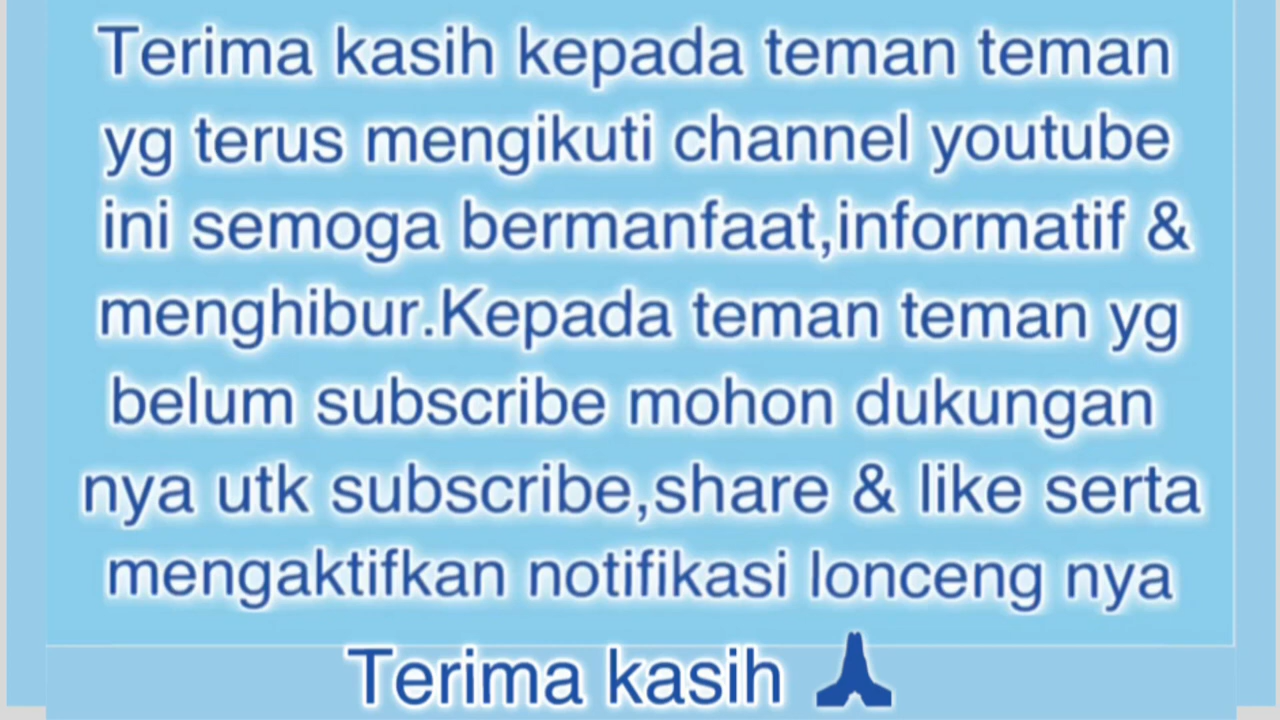 Terima kasih kepada teman teman
yg terus mengikuti channel youtube
ini semoga bermanfaat,informatif &
menghibur.Kepada teman teman yg
belum subscribe mohon dukungan
nya utk subscribe,share & like serta
mengaktifkan notifikasi lonceng nya
Terima kasih 🙏